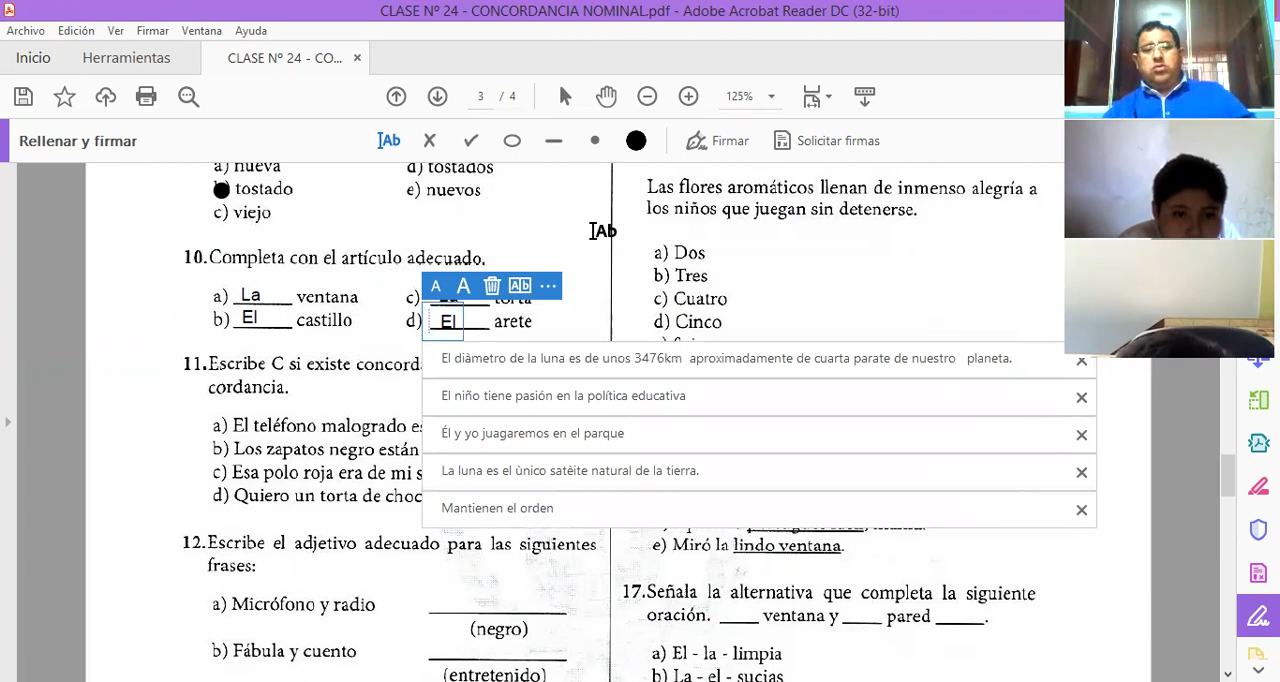 CLASE Nº 24 - CONCORDANCIA NOMINAL.pdf - Adobe Acrobat Reader DC (32-bit)
Archivo Edición Ver Firmar Ventana Ayuda
Inicio Herramientas CLASE Nº 24 - CO... ×
3 / 4 125%
Rellenar y firmar Ab Firmar Solicitar firmas
a) nueva d) tostados
tostado e) nuevos
c) viejo
10. Completa con el artículo adecuado.
a) La ventana c) torta
b) El castillo d) El arete
11. Escribe C si existe concord
cordancia.
a) El teléfono malogrado es
b) Los zapatos negro están
c) Esa polo roja era de mi s
d) Quiero un torta de choc
12. Escribe el adjetivo adecuado para las siguientes
frases:
a) Micrófono y radio
(negro)
b) Fábula y cuento
(entretenido)
A A Ab ...
El diàmetro de la luna es de unos 3476km aproximadamente de cuarta parate de nuestro planeta.
El niño tiene pasión en la política educativa
Él y yo juagaremos en el parque
La luna es el ùnico satèite natural de la tierra.
Mantienen el orden
Ab
Las flores aromáticos llenan de inmenso alegría a
los niños que juegan sin detenerse.
a) Dos
b) Tres
c) Cuatro
d) Cinco
e) Miró la lindo ventana.
17. Señala la alternativa que completa la siguiente
oración. ____ ventana y ____ pared _____.
a) El - la - limpia
b) La - el - sucias